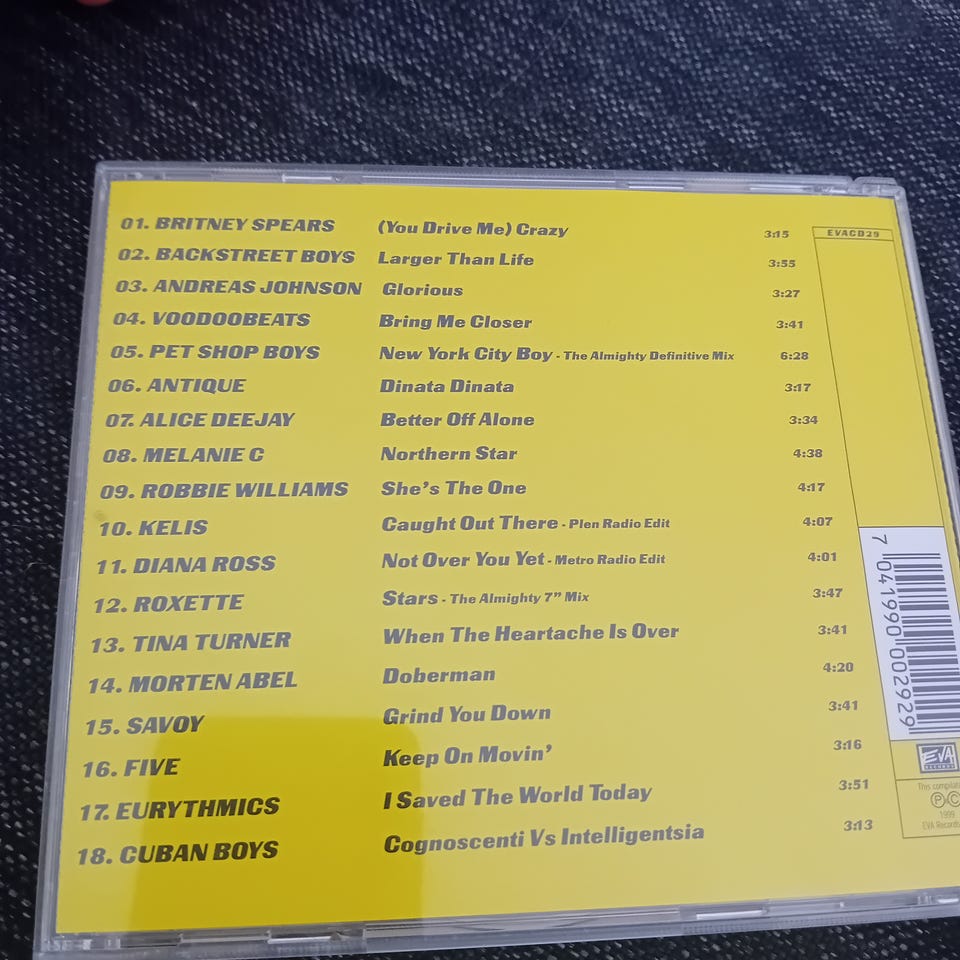 01. BRITNEY SPEARS (You Drive Me) Crazy 3:15
02. BACKSTREET BOYS Larger Than Life 3:55
03. ANDREAS JOHNSON Glorious 3:27
04. VOODOOBEATS Bring Me Closer 3:41
05. PET SHOP BOYS New York City Boy - The Almighty Definitive Mix 6:28
06. ANTIQUE Dinata Dinata 3:17
07. ALICE DEEJAY Better Off Alone 3:34
08. MELANIE C Northern Star 4:38
09. ROBBIE WILLIAMS She's The One 4:17
10. KELIS Caught Out There - Plen Radio Edit 4:07
11. DIANA ROSS Not Over You Yet - Metro Radio Edit 4:01
12. ROXETTE Stars - The Almighty 7" Mix 3:47
13. TINA TURNER When The Heartache Is Over 3:41
14. MORTEN ABEL Doberman 4:20
15. SAVOY Grind You Down 3:41
16. FIVE Keep On Movin' 3:16
17. EURYTHMICS I Saved The World Today 3:51
18. CUBAN BOYS Cognoscenti Vs Intelligentsia 3:13
EVACD29
7 041990 002929
EVA
RECORDS
This
℗©
1999
EVA Records